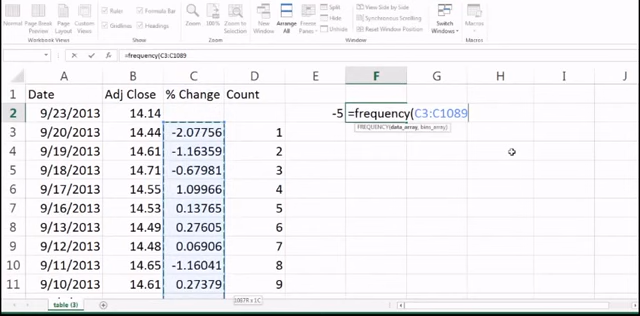 Normal Page Break Page Custom
Preview Layout Views
Workbook Views
Ruler Formula Bar
Gridlines Headings
Show
Zoom 100% Zoom to
Selection
Zoom
New Arrange Freeze
Window All Panes
View Side by Side
Synchronous Scrolling
Reset Window Position
Window
Switch
Windows
Macros
Macros
=frequency(C3:C1089
A B C D E F G H I J
1 Date Adj Close % Change Count
2 9/23/2013 14.14 -5 =frequency(C3:C1089
FREQUENCY(data_array, bins_array)
3 9/20/2013 14.44 -2.07756 1
4 9/19/2013 14.61 -1.16359 2
5 9/18/2013 14.71 -0.67981 3
6 9/17/2013 14.55 1.09966 4
7 9/16/2013 14.53 0.13765 5
8 9/13/2013 14.49 0.27605 6
9 9/12/2013 14.48 0.06906 7
10 9/11/2013 14.65 -1.16041 8
11 9/10/2013 14.61 0.27379 9
1087R x 1C
table (3)